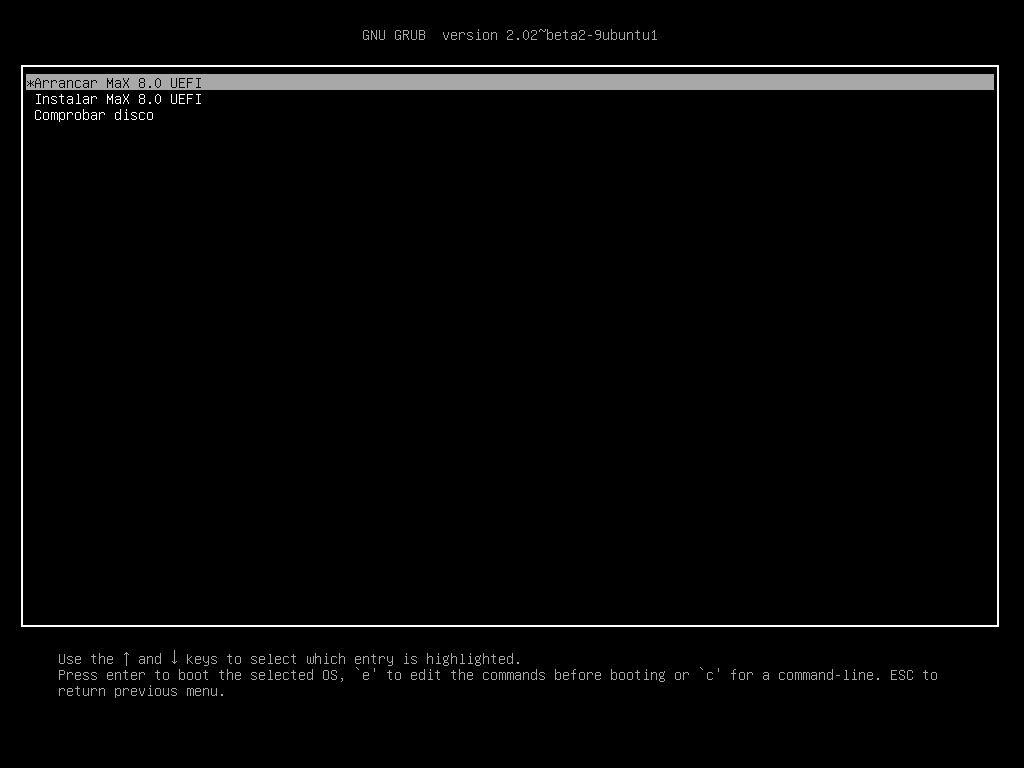 GNU GRUB  version 2.02~beta2-9ubuntu1
*Arrancar MaX 8.0 UEFI
Instalar MaX 8.0 UEFI
Comprobar disco
Use the ↑ and ↓ keys to select which entry is highlighted.
Press enter to boot the selected OS, `e' to edit the commands before booting or `c' for a command-line. ESC to
return previous menu.